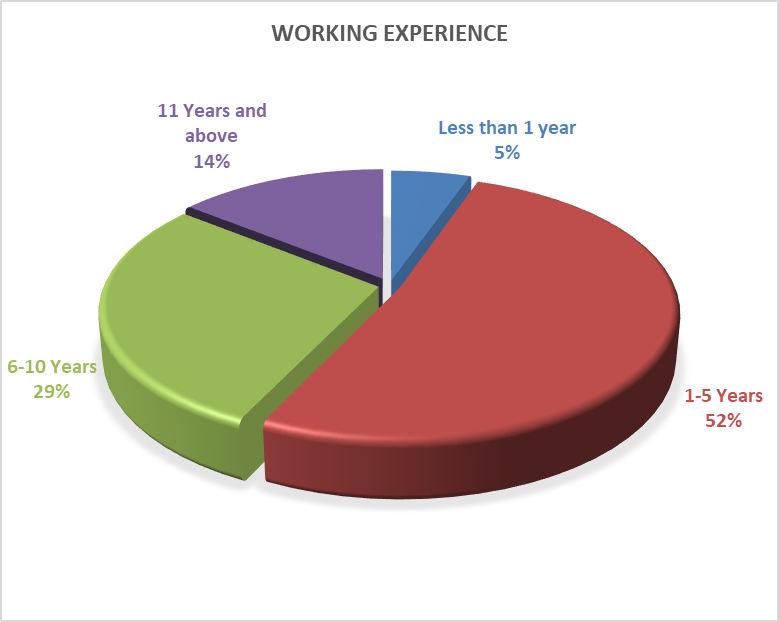 WORKING EXPERIENCE
11 Years and
above
14%
Less than 1 year
5%
6-10 Years
29%
1-5 Years
52%